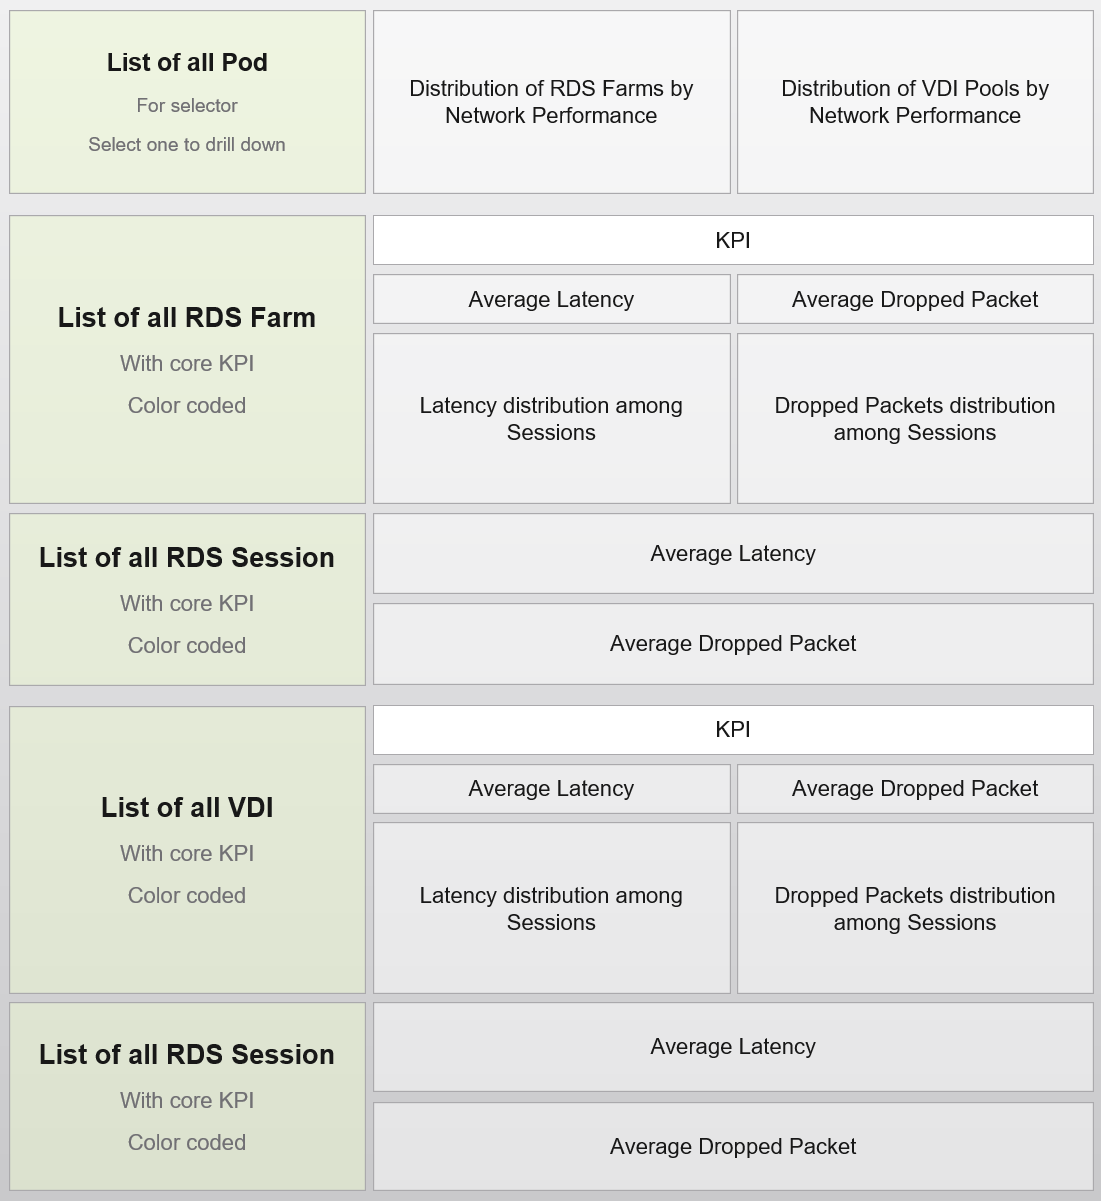 List of all Pod
For selector
Select one to drill down
Distribution of RDS Farms by
Network Performance
Distribution of VDI Pools by
Network Performance
List of all RDS Farm
With core KPI
Color coded
KPI
Average Latency
Average Dropped Packet
Latency distribution among
Sessions
Dropped Packets distribution
among Sessions
List of all RDS Session
With core KPI
Color coded
Average Latency
Average Dropped Packet
List of all VDI
With core KPI
Color coded
KPI
Average Latency
Average Dropped Packet
Latency distribution among
Sessions
Dropped Packets distribution
among Sessions
List of all RDS Session
With core KPI
Color coded
Average Latency
Average Dropped Packet